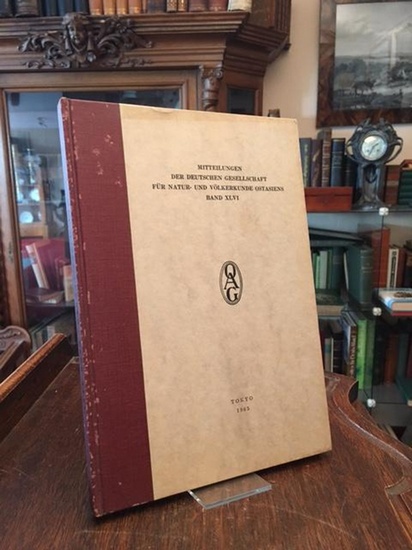 MITTEILUNGEN
DER DEUTSCHEN GESELLSCHAFT
FÜR NATUR- UND VÖLKERKUNDE OSTASIENS
BAND XLVI
OAG
TOKYO
1965